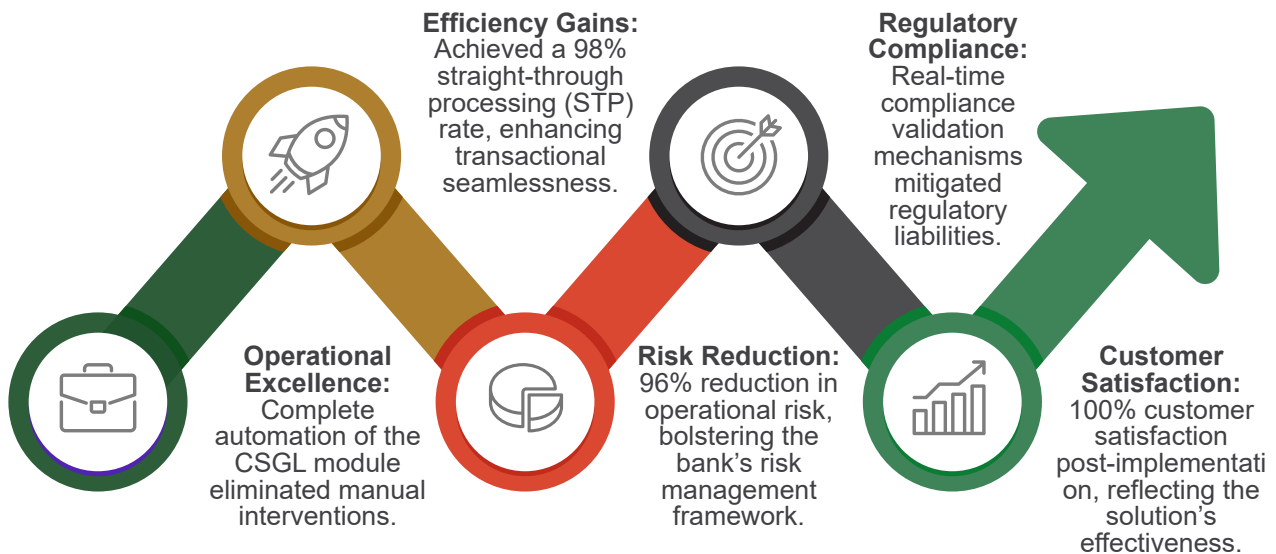 Efficiency Gains:
Achieved a 98%
straight-through
processing (STP)
rate, enhancing
transactional
seamlessness.
Regulatory
Compliance:
Real-time
compliance
validation
mechanisms
mitigated
regulatory
liabilities.
Operational
Excellence:
Complete
automation of the
CSGL module
eliminated manual
interventions.
Risk Reduction:
96% reduction in
operational risk,
bolstering the
bank’s risk
management
framework.
Customer
Satisfaction:
100% customer
satisfaction
post-implementati
on, reflecting the
solution’s
effectiveness.